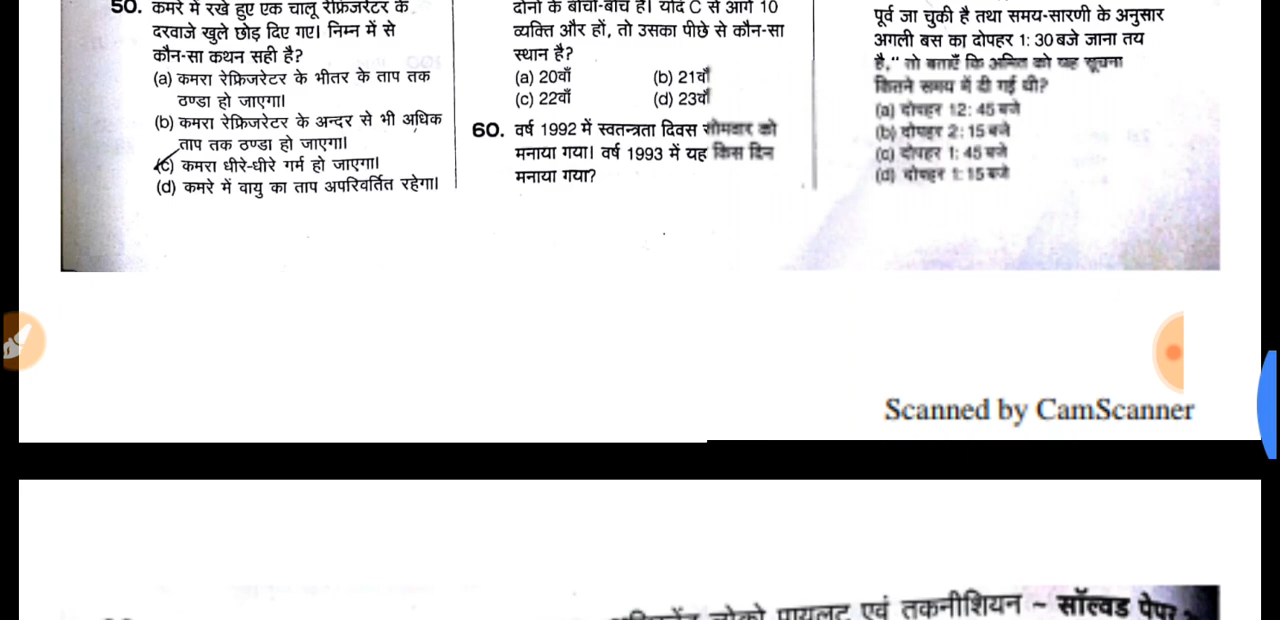 50. कमरे में रखे हुए एक चालू रेफ्रिजरेटर के
दरवाजे खुले छोड़ दिए गए। निम्न में से
कौन-सा कथन सही है?
(a) कमरा रेफ्रिजरेटर के भीतर के ताप तक
ठण्डा हो जाएगा।
(b) कमरा रेफ्रिजरेटर के अन्दर से भी अधिक
ताप तक ठण्डा हो जाएगा।
(c) कमरा धीरे-धीरे गर्म हो जाएगा।
(d) कमरे में वायु का ताप अपरिवर्तित रहेगा।
दोनों के बीचों-बीच है। यदि C से आगे 10
व्यक्ति और हों, तो उसका पीछे से कौन-सा
स्थान है?
(a) 20वाँ (b) 21वाँ
(c) 22वाँ (d) 23वाँ
60. वर्ष 1992 में स्वतन्त्रता दिवस सोमवार को
मनाया गया। वर्ष 1993 में यह किस दिन
मनाया गया?
पूर्व जा चुकी है तथा समय-सारणी के अनुसार
अगली बस का दोपहर 1: 30 बजे जाना तय
है," तो बताएँ कि अमित को यह सूचना
कितने समय में दी गई थी?
(a) दोपहर 12: 45 बजे
(b) दोपहर 2: 15 बजे
(c) दोपहर 1: 45 बजे
(d) दोपहर 1: 15 बजे
Scanned by CamScanner
लोको पायलट एवं तकनीशियन ~ सॉल्वड पेपर